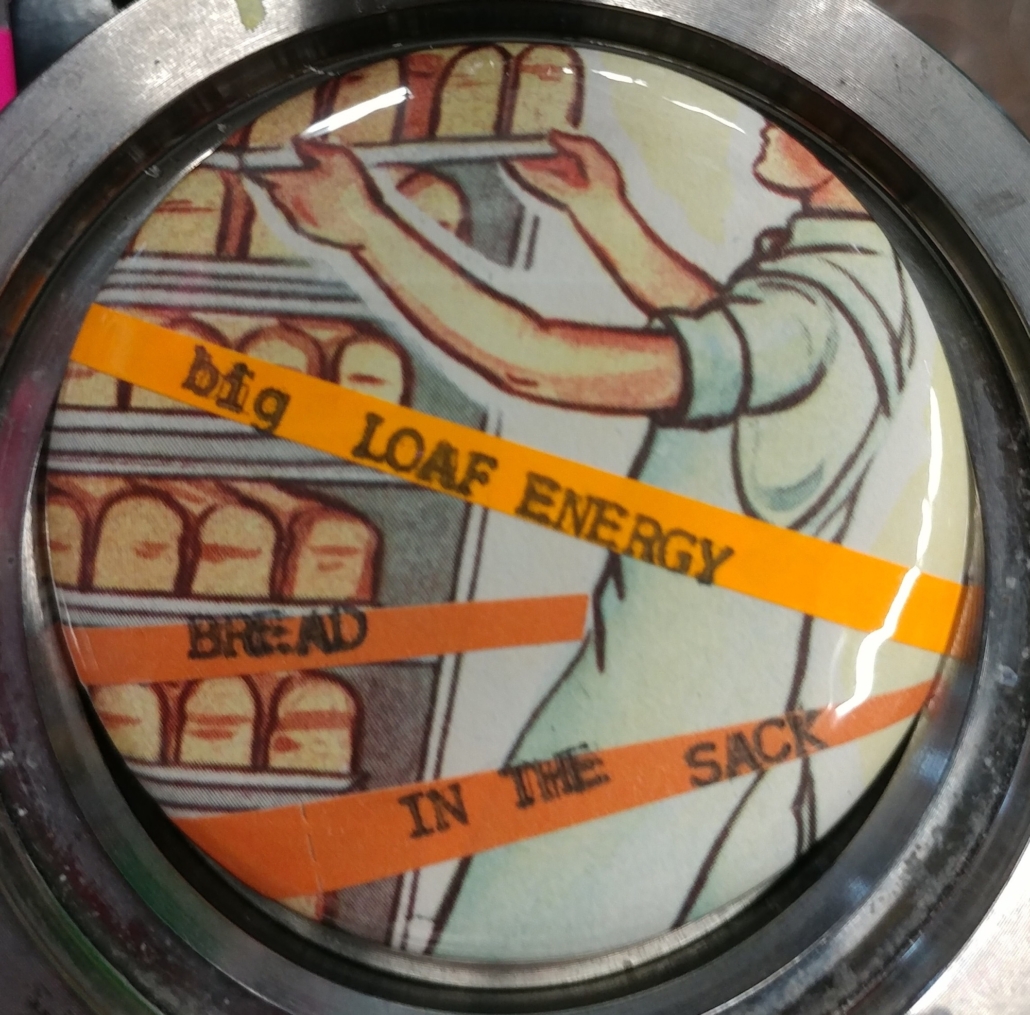 big LOAF ENERGY
BREAD
IN THE SACK